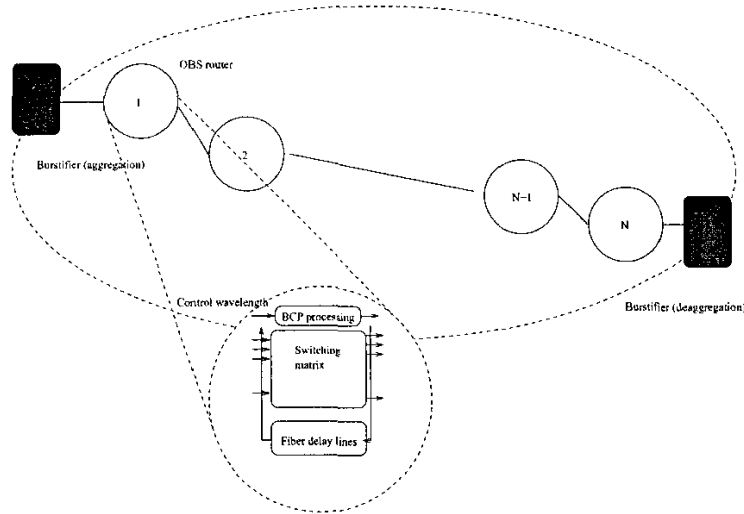 OBS router
1
2
Burstifier (aggregation)
N-1
N
Burstifier (deaggregation)
Control wavelength
BCP processing
Switching
matrix
Fiber delay lines